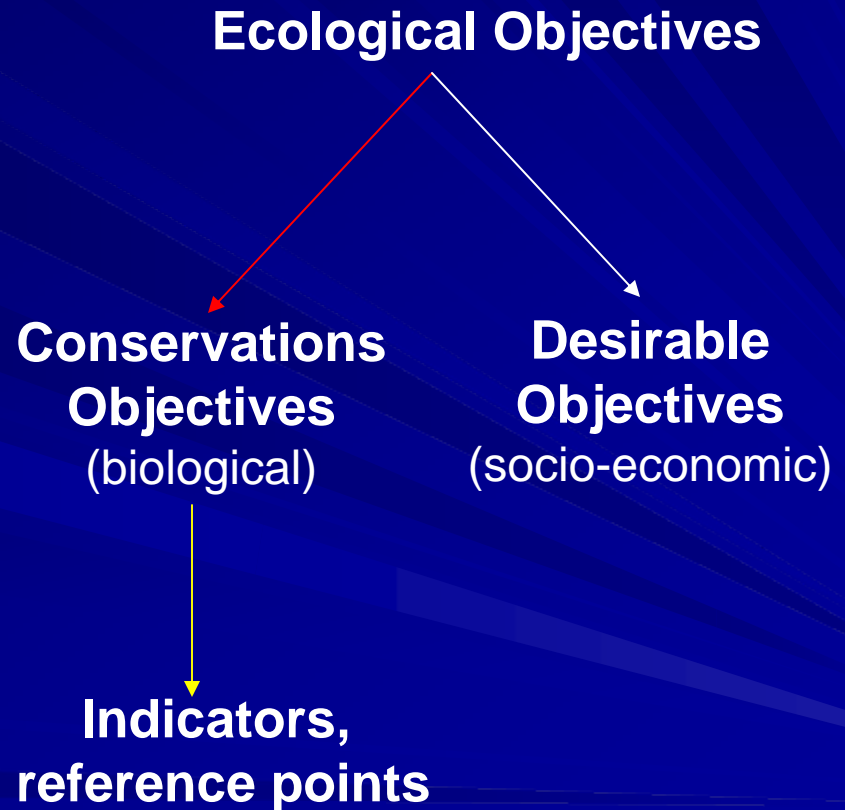 Ecological Objectives
Conservations
Objectives
(biological)
Desirable
Objectives
(socio-economic)
Indicators,
reference points